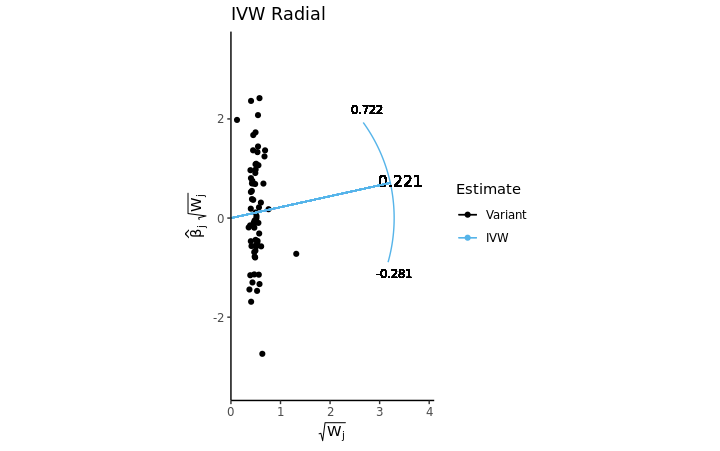 IVW Radial
0.722
2
0.221
Estimate
Variant
0
IVW
β̂j √Wj
-0.281
-2
0 1 2 3 4
√Wj